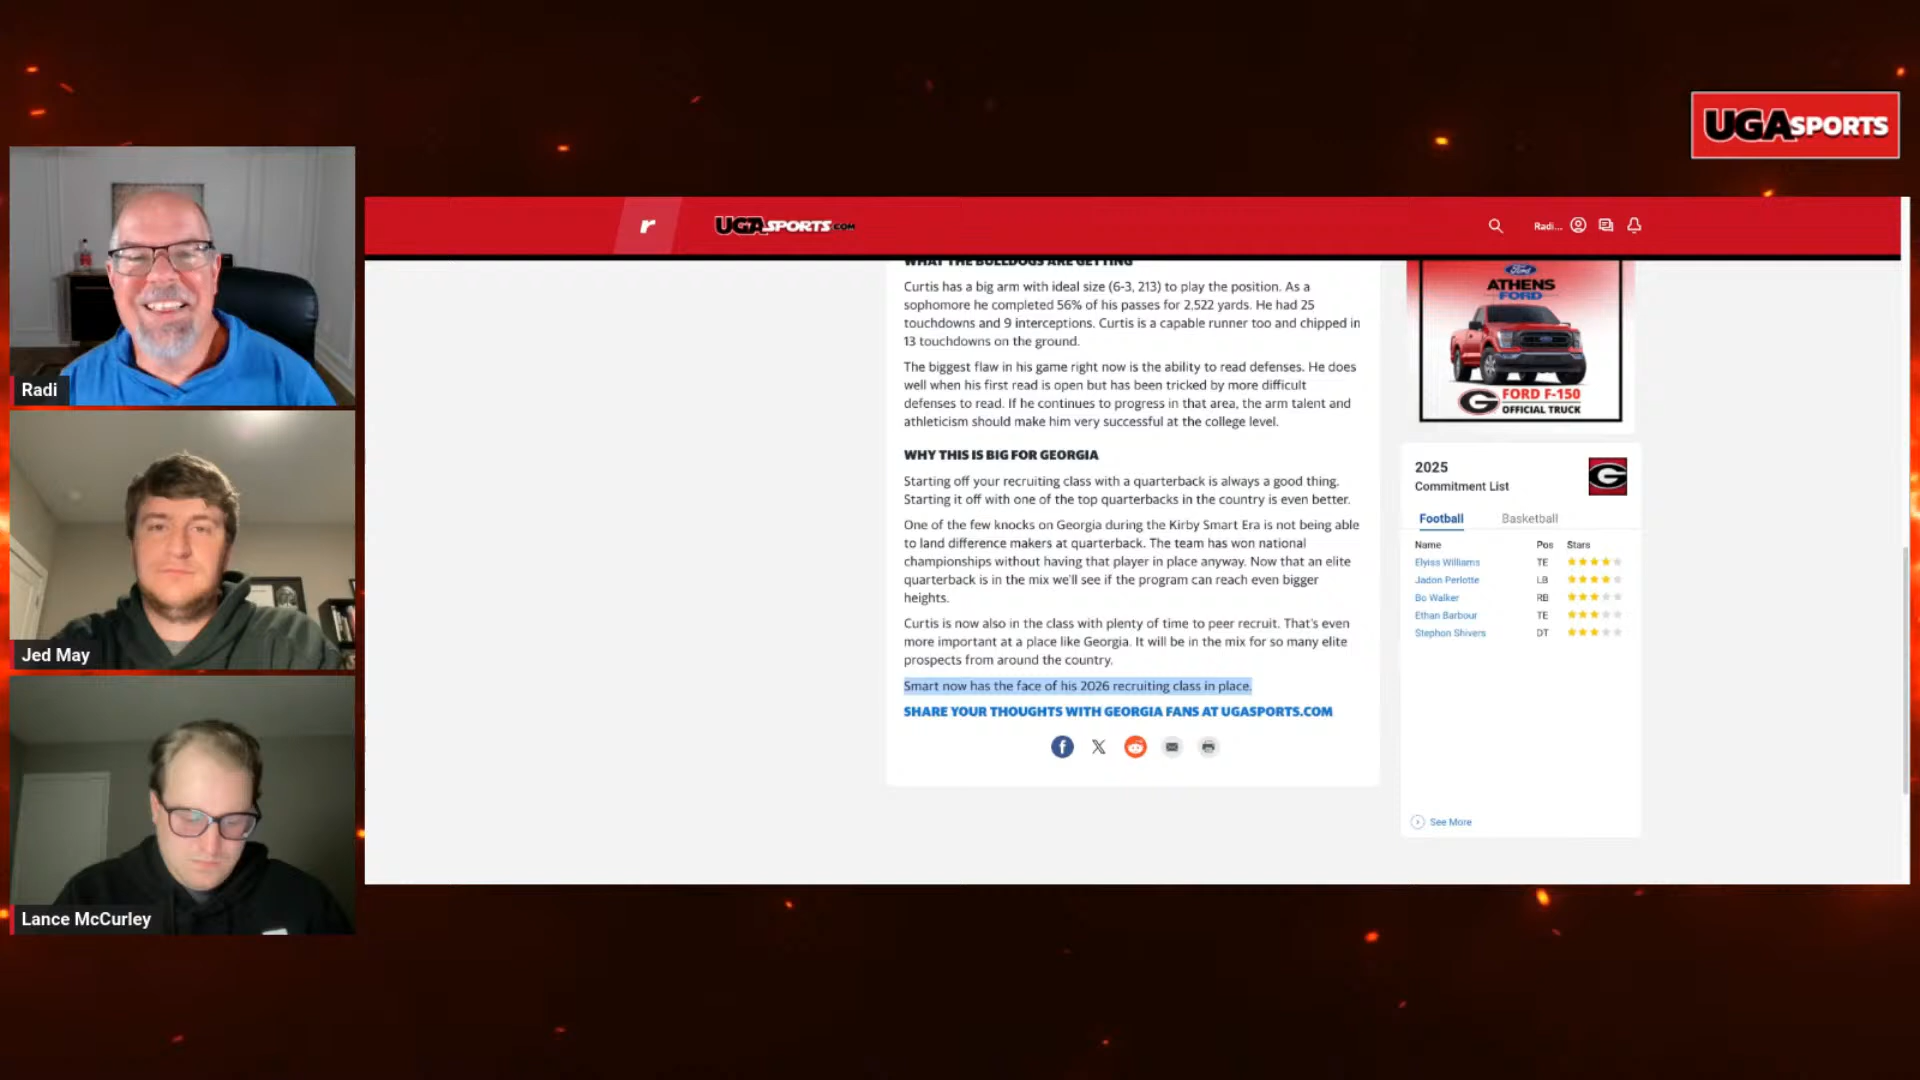 UGASPORTS
r
UGASPORTS.COM
Radi...
WHAT THE BULLDOGS ARE GETTING
Curtis has a big arm with ideal size (6-3, 213) to play the position. As a
sophomore he completed 56% of his passes for 2,522 yards. He had 25
touchdowns and 9 interceptions. Curtis is a capable runner too and chipped in
13 touchdowns on the ground.
The biggest flaw in his game right now is the ability to read defenses. He does
well when his first read is open but has been tricked by more difficult
defenses to read. If he continues to progress in that area, the arm talent and
athleticism should make him very successful at the college level.
WHY THIS IS BIG FOR GEORGIA
Starting off your recruiting class with a quarterback is always a good thing.
Starting it off with one of the top quarterbacks in the country is even better.
One of the few knocks on Georgia during the Kirby Smart Era is not being able
to land difference makers at quarterback. The team has won national
championships without having that player in place anyway. Now that an elite
quarterback is in the mix we'll see if the program can reach even bigger
heights.
Curtis is now also in the class with plenty of time to peer recruit. That's even
more important at a place like Georgia. It will be in the mix for so many elite
prospects from around the country.
Smart now has the face of his 2026 recruiting class in place.
SHARE YOUR THOUGHTS WITH GEORGIA FANS AT UGASPORTS.COM
Ford
ATHENS
FORD
G FORD F-150
OFFICIAL TRUCK
2025
Commitment List
G
Football Basketball
Name Pos Stars
Elyiss Williams TE
Jadon Perlotte LB
Bo Walker RB
Ethan Barbour TE
Stephon Shivers DT
See More
Radi
Jed May
Lance McCurley